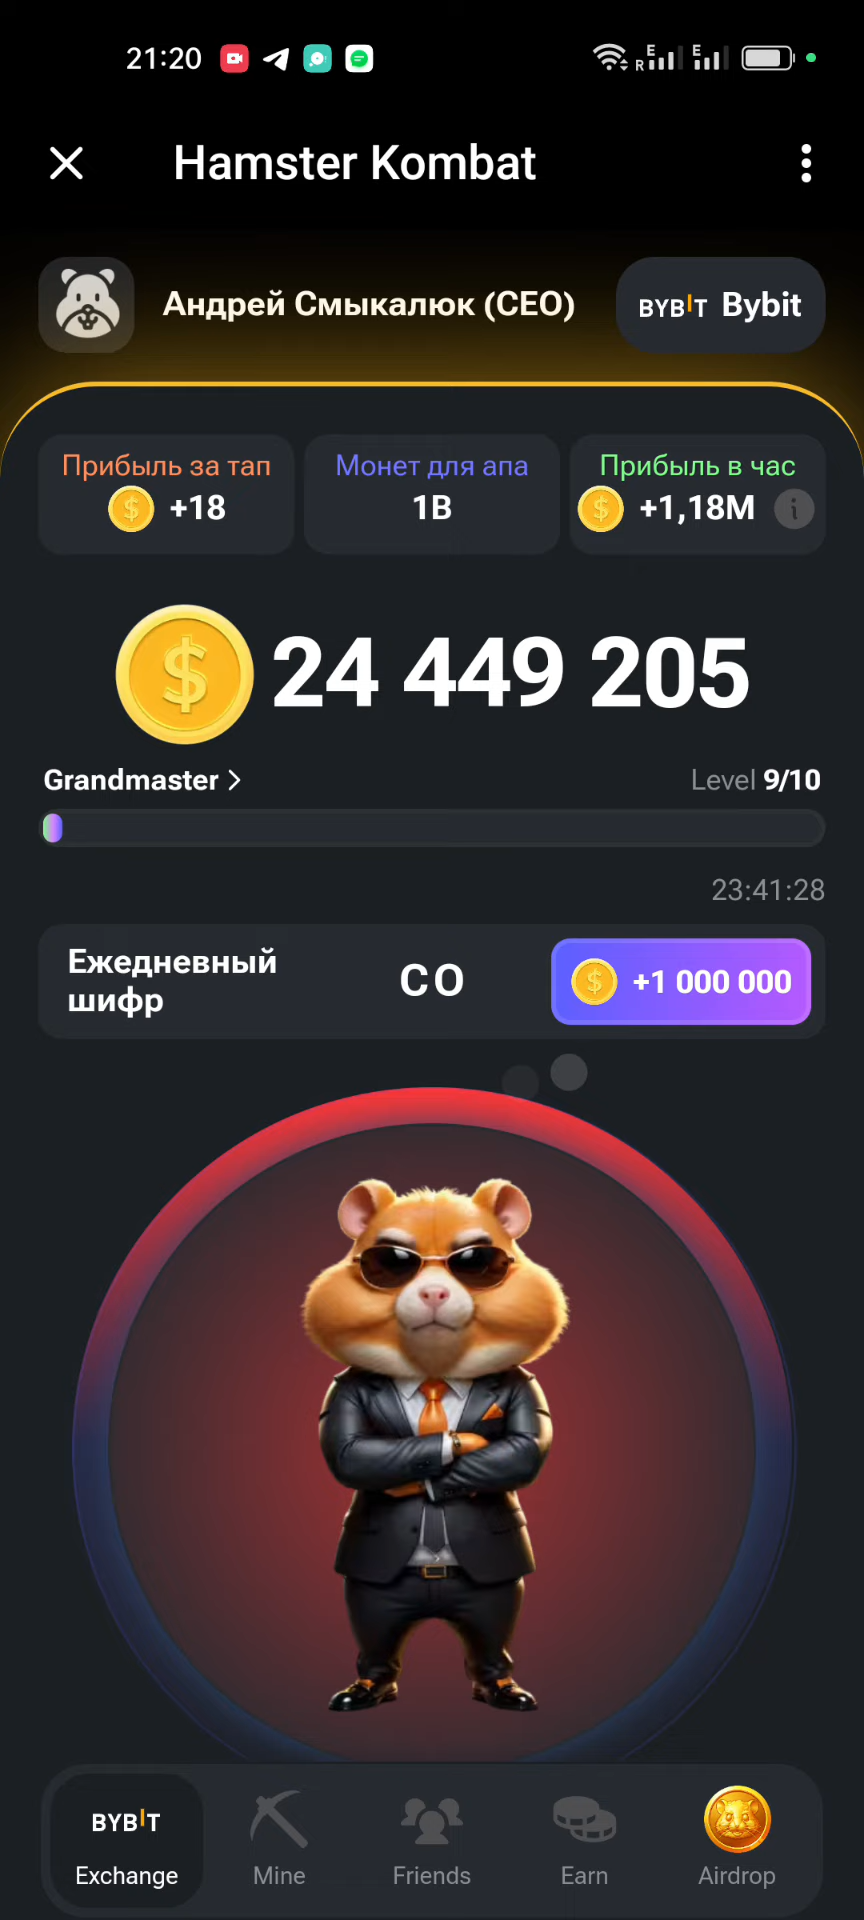 21:20
R E E
Hamster Kombat
Андрей Смыкалюк (CEO)
BYBIT Bybit
Прибыль за тап
+18
Монет для апа
1B
Прибыль в час
+1,18M
24 449 205
Grandmaster
Level 9/10
23:41:28
Ежедневный
шифр
CO
+1 000 000
BYBIT
Exchange
Mine
Friends
Earn
Airdrop